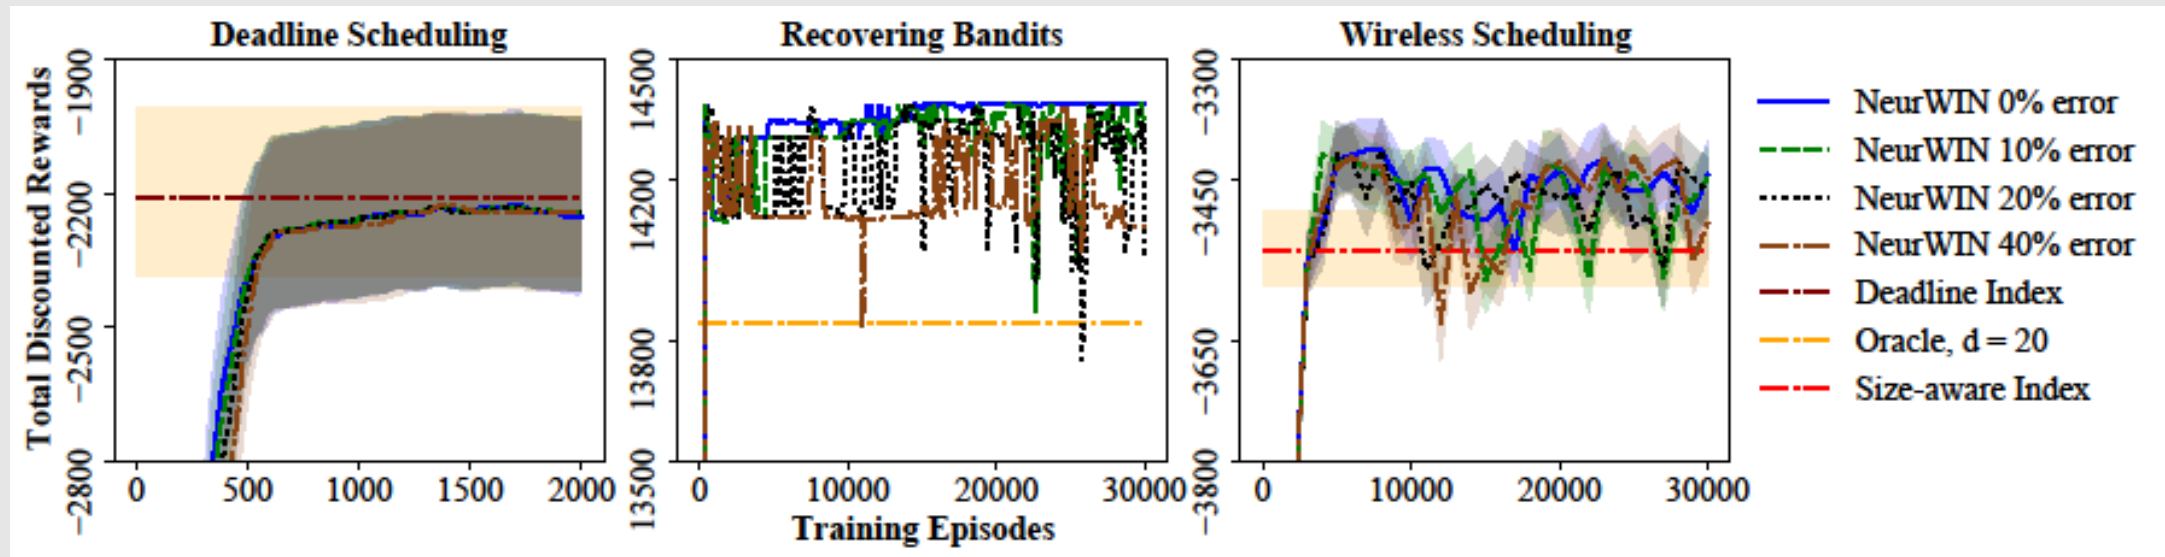 Deadline Scheduling
Recovering Bandits
Wireless Scheduling
Total Discounted Rewards
−1900
−2200
−2500
−2800
0 500 1000 1500 2000
14500
14200
13800
13500
0 10000 20000 30000
−3300
−3450
−3650
−3800
0 10000 20000 30000
Training Episodes
NeurWIN 0% error
NeurWIN 10% error
NeurWIN 20% error
NeurWIN 40% error
Deadline Index
Oracle, d = 20
Size-aware Index